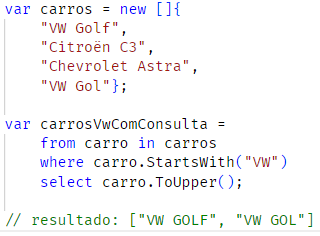 var carros = new []{
    "VW Golf",
    "Citroën C3",
    "Chevrolet Astra",
    "VW Gol"};

var carrosVwComConsulta =
    from carro in carros
    where carro.StartsWith("VW")
    select carro.ToUpper();

// resultado: ["VW GOLF", "VW GOL"]